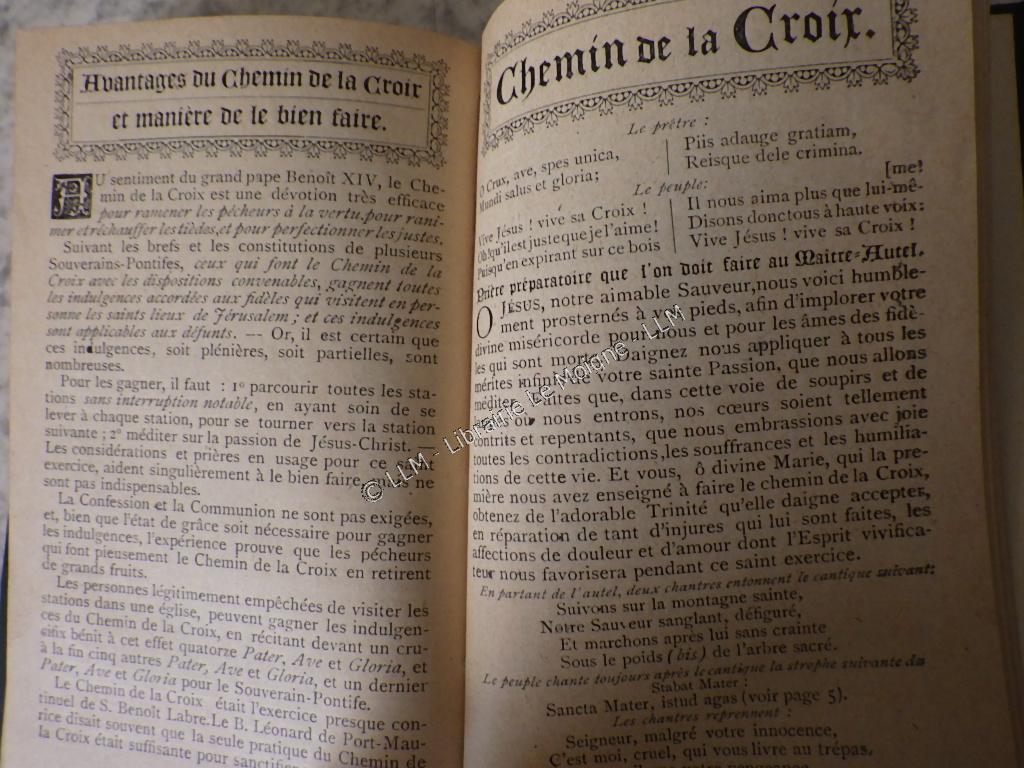 Avantages du Chemin de la Croix
et manière de le bien faire.
AU sentiment du grand pape Benoît XIV, le Che-
min de la Croix est une dévotion très efficace
pour ramener les pécheurs à la vertu, pour rani-
mer et réchauffer les tièdes, et pour perfectionner les justes.
Suivant les brefs et les constitutions de plusieurs
Souverains-Pontifes, ceux qui font le Chemin de la
Croix avec les dispositions convenables, gagnent toutes
les indulgences accordées aux fidèles qui visitent en per-
sonne les saints lieux de Jérusalem ; et ces indulgences
sont applicables aux défunts. — Or, il est certain que
ces indulgences, soit plénières, soit partielles, sont
nombreuses.
Pour les gagner, il faut : 1º parcourir toutes les sta-
tions sans interruption notable, en ayant soin de se
lever à chaque station, pour se tourner vers la station
suivante ; 2º méditer sur la passion de Jésus-Christ. —
Les considérations et prières en usage pour ce
exercice, aident singulièrement à le bien faire, mais ne
sont pas indispensables.
La Confession et la Communion ne sont pas exigées,
et, bien que l'état de grâce soit nécessaire pour gagner
les indulgences, l'expérience prouve que les pécheurs
qui font pieusement le Chemin de la Croix en retirent
de grands fruits.
Les personnes légitimement empêchées de visiter les
stations dans une église, peuvent gagner les indulgen-
ces du Chemin de la Croix, en récitant devant un cru-
cifix bénit à cet effet quatorze Pater, Ave et Gloria, et
à la fin cinq autres Pater, Ave et Gloria, et un dernier
Pater, Ave et Gloria pour le Souverain-Pontife.
Le Chemin de la Croix était l'exercice presque con-
tinuel de S. Benoît Labre. Le B. Léonard de Port-Mau-
rice disait souvent que la seule pratique du Chemin de
la Croix était suffisante pour sanctifier
Chemin de la Croix.
Le prêtre :
O Crux, ave, spes unica,
Mundi salus et gloria;
Piis adauge gratiam,
Reisque dele crimina.
Le peuple:
Vive Jésus ! vive sa Croix !
Oh ! qu'il est juste que je l'aime !
Puisqu'en expirant sur ce bois
[me!
Il nous aima plus que lui-mê-
Disons donc tous à haute voix:
Vive Jésus ! vive sa Croix !
Prière préparatoire que l'on doit faire au Maître-Autel.
O JÉSUS, notre aimable Sauveur, nous voici humble-
ment prosternés à vos pieds, afin d'implorer votre
divine miséricorde pour nous et pour les âmes des fidè-
les qui sont morts. Daignez nous appliquer à tous les
mérites infinis de votre sainte Passion, que nous allons
méditer. Faites que, dans cette voie de soupirs et de
où nous entrons, nos cœurs soient tellement
contrits et repentants, que nous embrassions avec joie
toutes les contradictions, les souffrances et les humilia-
tions de cette vie. Et vous, ô divine Marie, qui la pre-
mière nous avez enseigné à faire le chemin de la Croix,
obtenez de l'adorable Trinité qu'elle daigne accepter,
en réparation de tant d'injures qui lui sont faites, les
affections de douleur et d'amour dont l'Esprit vivifica-
teur nous favorisera pendant ce saint exercice.
En partant de l'autel, deux chantres entonnent le cantique suivant:
Suivons sur la montagne sainte,
Notre Sauveur sanglant, défiguré,
Et marchons après lui sans crainte
Sous le poids (bis) de l'arbre sacré.
Le peuple chante toujours après le cantique la strophe suivante du
Stabat Mater :
Sancta Mater, istud agas (voir page 5).
Les chantres reprennent :
Seigneur, malgré votre innocence,
C'est moi, cruel, qui vous livre au trépas,
© LLM - Librairie Le Moigne - LLM